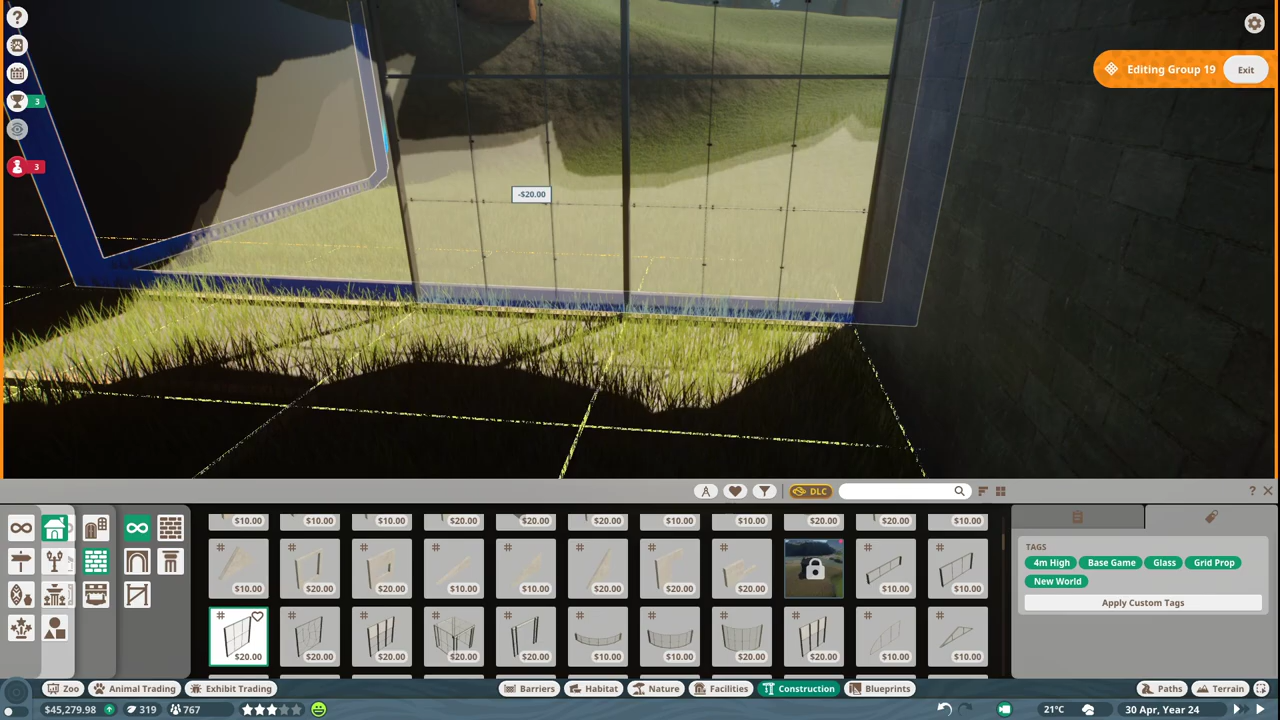 ?
Editing Group 19
Exit
3
3
-$20.00
DLC
? ×
$10.00 $10.00 $10.00 $20.00 $20.00 $10.00 $10.00 $20.00 $20.00 $20.00 $10.00
$10.00 $20.00 $20.00 $10.00 $10.00 $20.00 $20.00 $20.00 $10.00 $10.00
$20.00 $20.00 $20.00 $20.00 $20.00 $10.00 $10.00 $20.00 $20.00 $10.00 $10.00
TAGS
4m High Base Game Glass Grid Prop
New World
Apply Custom Tags
Zoo Animal Trading Exhibit Trading Barriers Habitat Nature Facilities Construction Blueprints Paths Terrain
$45,279.98 319 767 21°C 30 Apr, Year 24